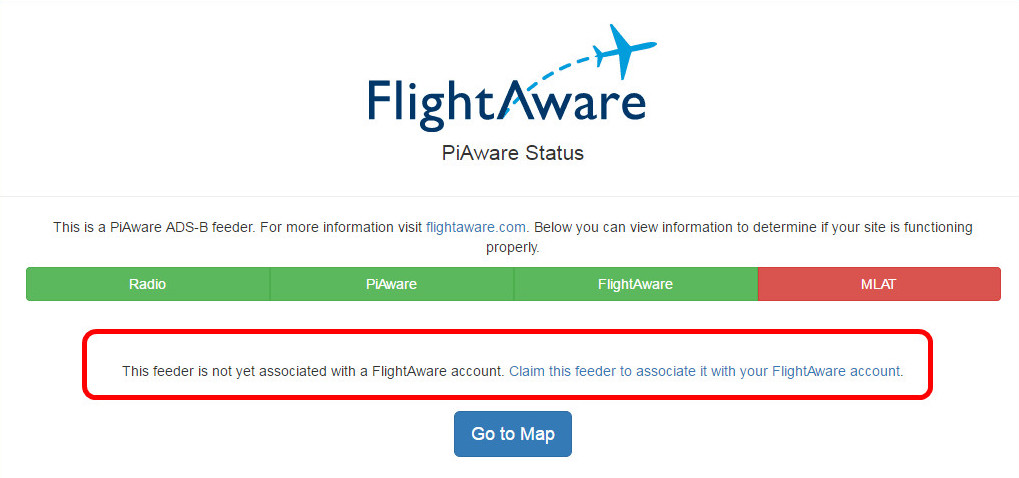 FlightAware
PiAware Status
This is a PiAware ADS-B feeder. For more information visit flightaware.com. Below you can view information to determine if your site is functioning
properly.
Radio PiAware FlightAware MLAT
This feeder is not yet associated with a FlightAware account. Claim this feeder to associate it with your FlightAware account.
Go to Map